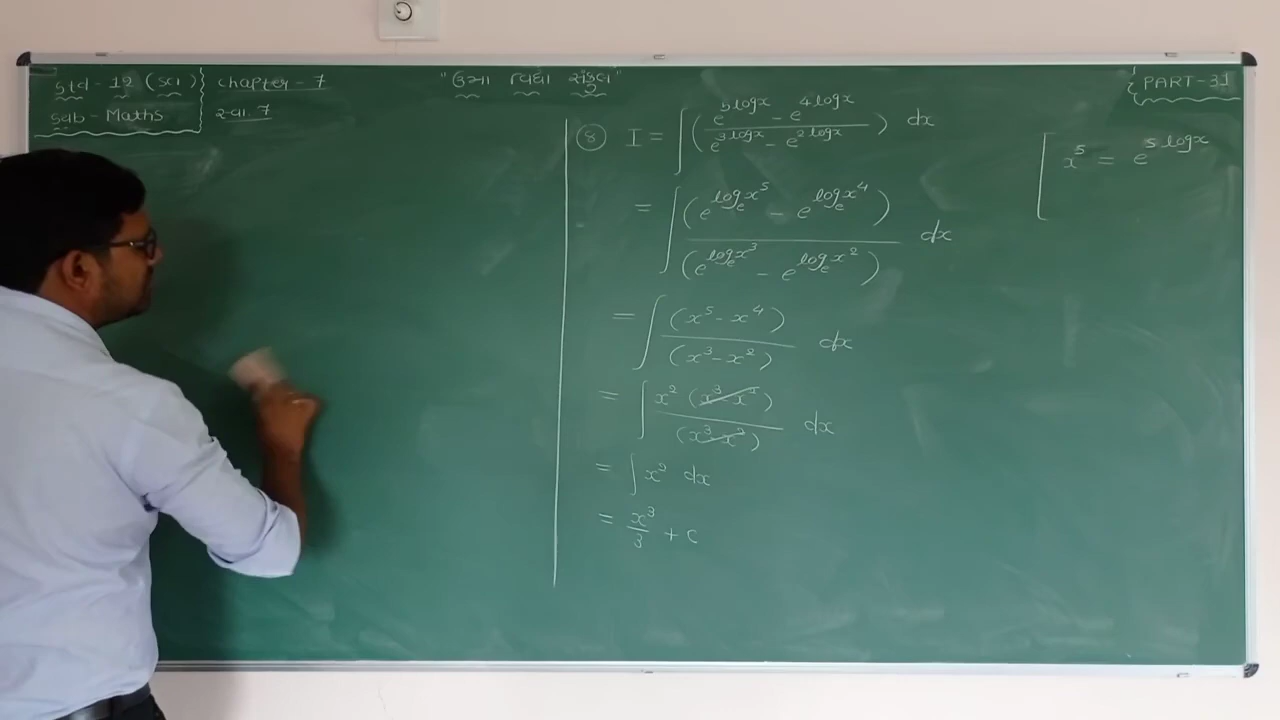 Std - 12 (Sci) Chapter - 7
Sub - Maths સ્વા. 7
PART-31
⑧ I = ∫ ( e^{5 log x} - e^{4 log x} / e^{3 log x} - e^{2 log x} ) dx
[ x^5 = e^{5 log x}
= ∫ (e^{log_e x^5} - e^{log_e x^4}) / (e^{log_e x^3} - e^{log_e x^2}) dx
= ∫ (x^5 - x^4) / (x^3 - x^2) dx
= ∫ x^2 (x^3 - x^2) / (x^3 - x^2) dx
= ∫ x^2 dx
= x^3/3 + c